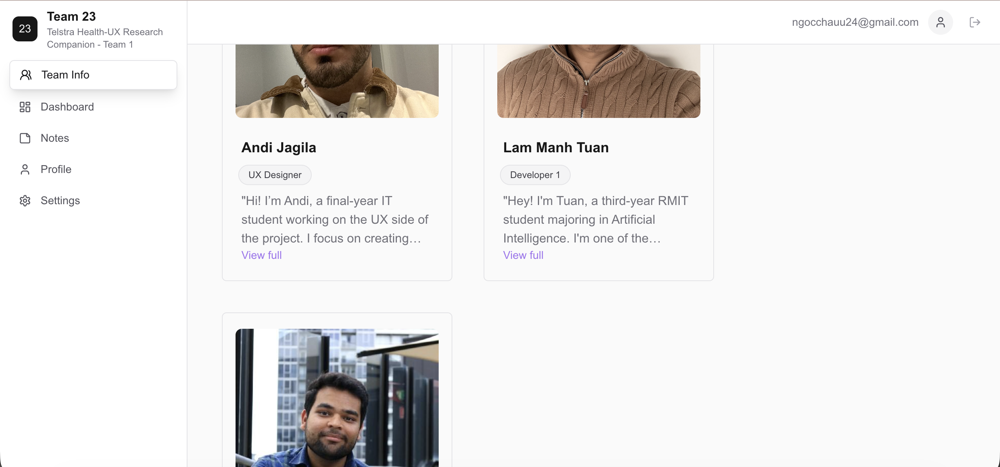 23
Team 23
Telstra Health-UX Research
Companion - Team 1
Team Info
Dashboard
Notes
Profile
Settings
ngocchauu24@gmail.com
Andi Jagila
UX Designer
"Hi! I’m Andi, a final-year IT
student working on the UX side of
the project. I focus on creating…
View full
Lam Manh Tuan
Developer 1
"Hey! I'm Tuan, a third-year RMIT
student majoring in Artificial
Intelligence. I'm one of the…
View full